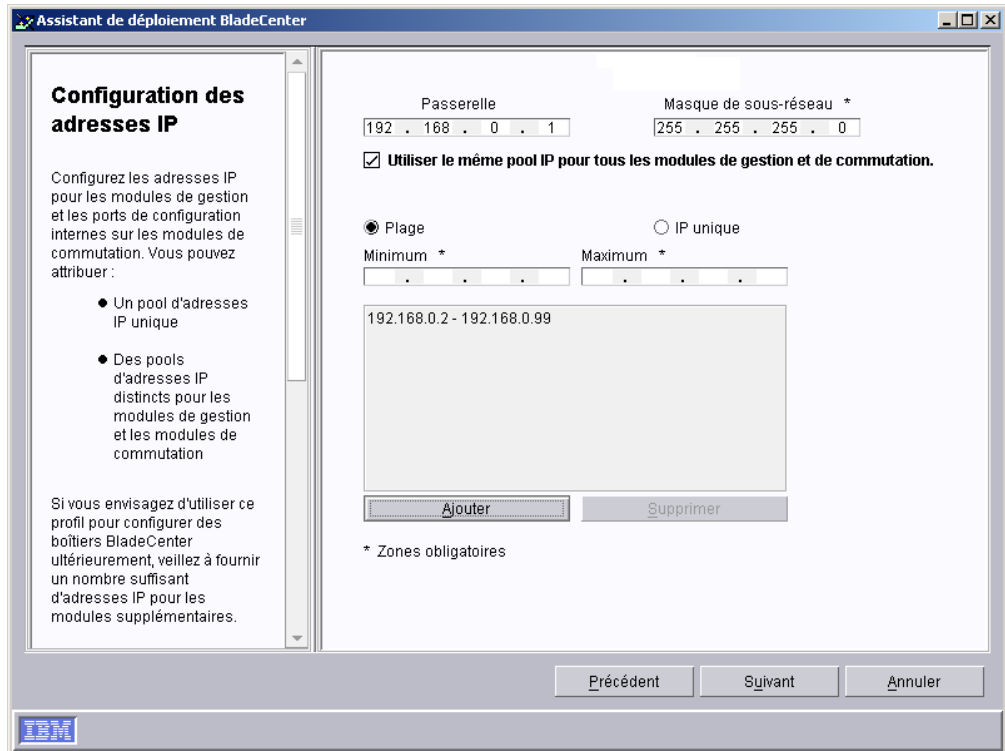 Assistant de déploiement BladeCenter
Configuration des
adresses IP
Configurez les adresses IP
pour les modules de gestion
et les ports de configuration
internes sur les modules de
commutation. Vous pouvez
attribuer :
● Un pool d'adresses
IP unique
● Des pools
d'adresses IP
distincts pour les
modules de gestion
et les modules de
commutation
Si vous envisagez d'utiliser ce
profil pour configurer des
boîtiers BladeCenter
ultérieurement, veillez à fournir
un nombre suffisant
d'adresses IP pour les
modules supplémentaires.
Passerelle
Masque de sous-réseau *
192 . 168 . 0 . 1
255 . 255 . 255 . 0
Utiliser le même pool IP pour tous les modules de gestion et de commutation.
Plage
IP unique
Minimum *
Maximum *
. . .
. . .
192.168.0.2 - 192.168.0.99
Ajouter
Supprimer
* Zones obligatoires
Précédent
Suivant
Annuler
IBM